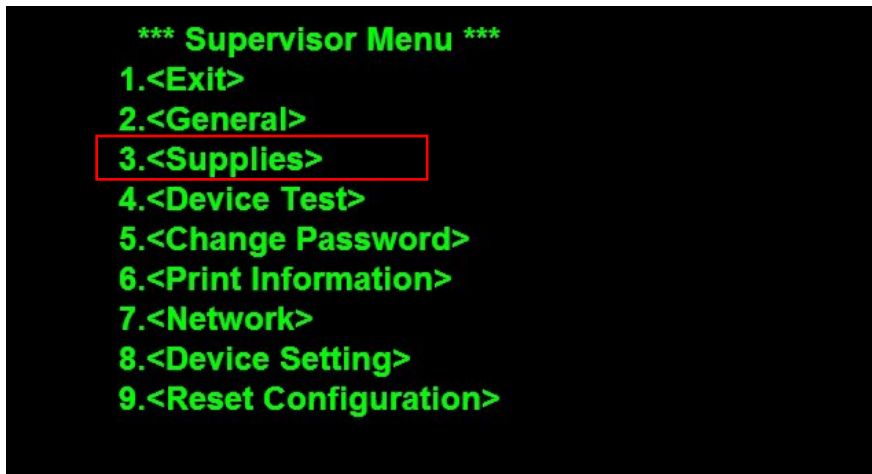 *** Supervisor Menu ***
1.<Exit>
2.<General>
3.<Supplies>
4.<Device Test>
5.<Change Password>
6.<Print Information>
7.<Network>
8.<Device Setting>
9.<Reset Configuration>